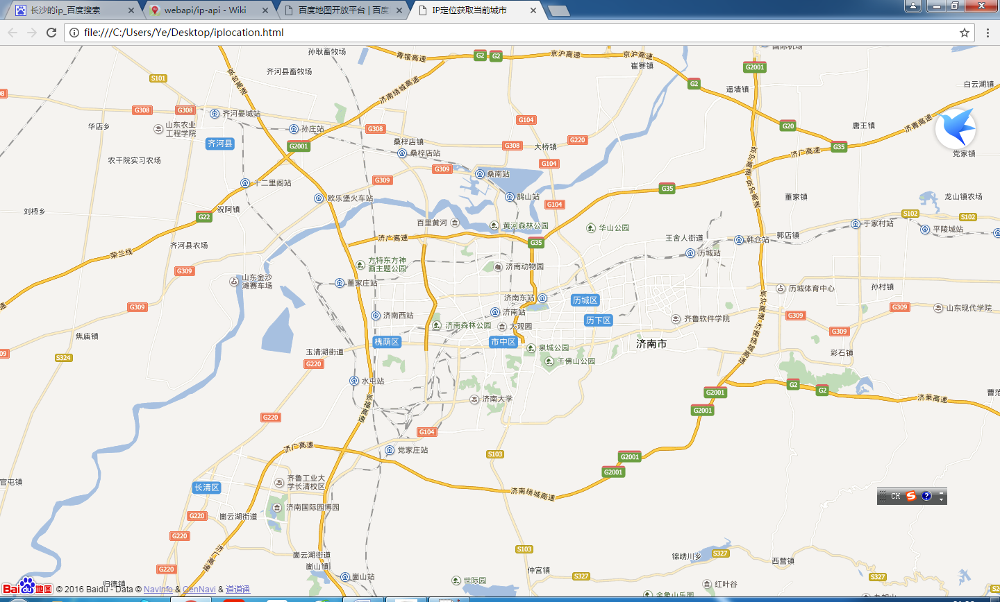 长沙的ip_百度搜索
webapi/ip-api - Wiki
百度地图开放平台 | 百度
IP定位获取当前城市
file:///C:/Users/Ye/Desktop/iplocation.html
孙耿畜牧场
青银高速
G2
G2
京沪高速
京沪高速
国际机场
齐河县畜牧场
京台高速
崔寨镇
G2001
S101
济南绕城高速
G2
遥墙镇
白云湖镇
G308
G308
齐河晏城站
G104
华店乡
山东农业
工程学院
孙庄站
G308
G20
唐王镇
济青高速
齐河县
G2001
桑梓店镇
桑梓店站
G308
大桥镇
G220
济广高速
G35
党家镇
农干院实习农场
G309
G104
桑南站
京沪高速
十二里阁站
G309
G35
京沪高速
欧乐堡火车站
鹊山站
G104
董家镇
龙山镇农场
刘桥乡
祝阿镇
G22
百里黄河
黄河森林公园
华山公园
S102
S102
于家村站
平陵城站
齐河县农场
济广高速
G35
王舍人街道
韩仓站
郭店镇
荣兰线
历城站
方特东方神
画主题公园
济南动物园
G309
山东金沙
滩赛车场
董家庄站
历城体育中心
孙村镇
G309
济南东站
历城区
京沪高速
G309
山东现代学院
济南西站
济南站
历下区
齐鲁软件学院
G309
济南森林公园
大观园
G309
焦庙镇
槐荫区
市中区
济南市
济南绕城高速
玉清湖街道
泉城公园
彩石镇
S324
G220
千佛山公园
水屯站
G2
G2
京福高速
济南大学
G2001
济莱高速
G2001
G220
G104
济广高速
党家庄站
S103
G2001
G2001
官屯镇
长清区
齐鲁工业大
学长清校区
济南绕城高速
CH
济南国际园博园
G220
崮云湖街道
G220
济广高速
S103
崮云湖街道
锦绣川乡
S327
西营镇
G220
崮山镇
崮山站
仲宫镇
S327
S327
世际园
归德镇
红叶谷
Bai du 地图
© 2016 Baidu - Data © NavInfo & CenNavi & 道道通